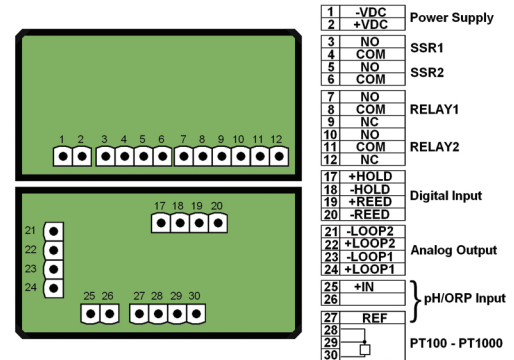 1 -VDC
2 +VDC
Power Supply
3 NO
4 COM
SSR1
5 NO
6 COM
SSR2
7 NO
8 COM
9 NC
RELAY1
10 NO
11 COM
12 NC
RELAY2
17 +HOLD
18 -HOLD
19 +REED
20 -REED
Digital Input
21 -LOOP2
22 +LOOP2
23 -LOOP1
24 +LOOP1
Analog Output
25 +IN
26
27 REF
pH/ORP Input
28
29
30
PT100 - PT1000
1 2 3 4 5 6 7 8 9 10 11 12
17 18 19 20
21
22
23
24
25 26 27 28 29 30